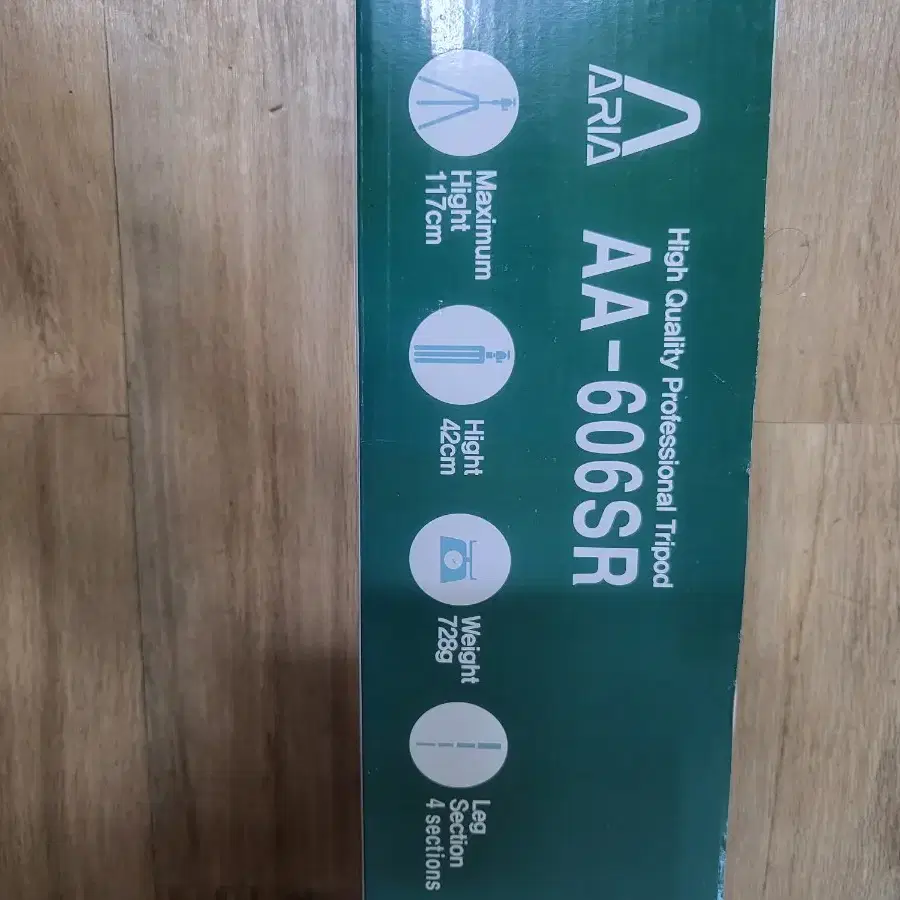 ARIA
High Quality Professional Tripod
AA-606SR
Maximum
Hight
117cm
Hight
42cm
Weight
728g
Leg
Section
4 sections